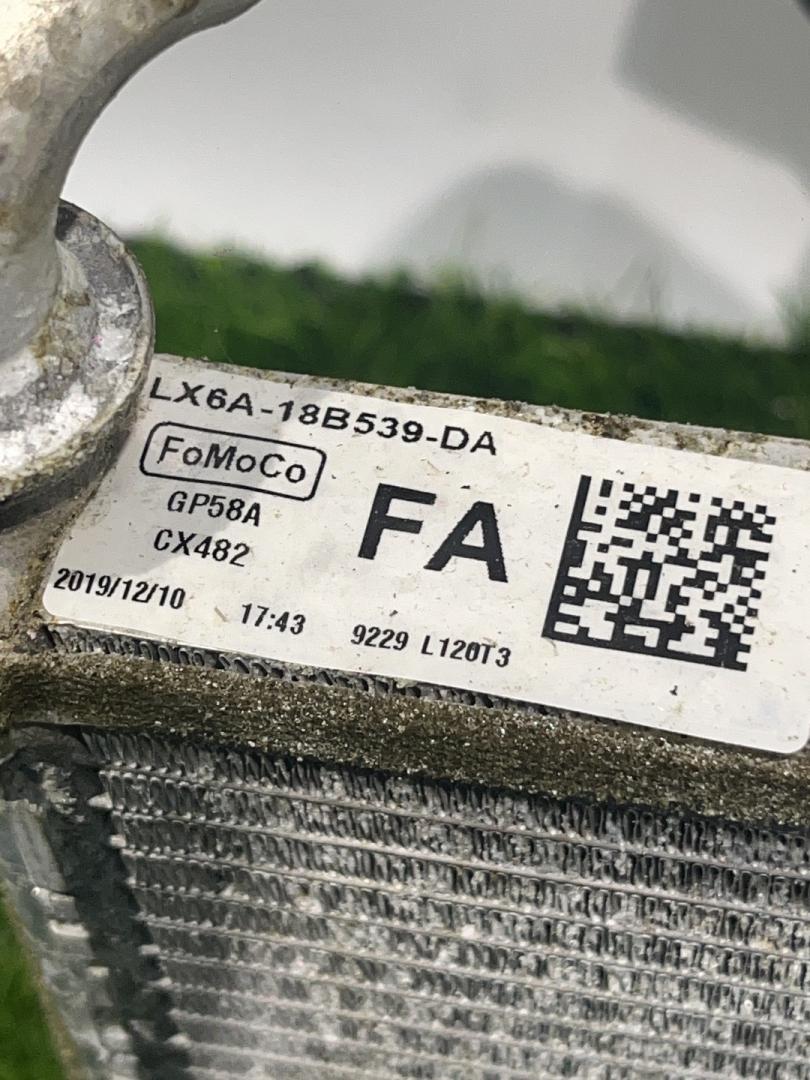 LX6A-18B539-DA
FoMoCo
GP58A
CX482
FA
2019/12/10 17:43 9229 L120T3